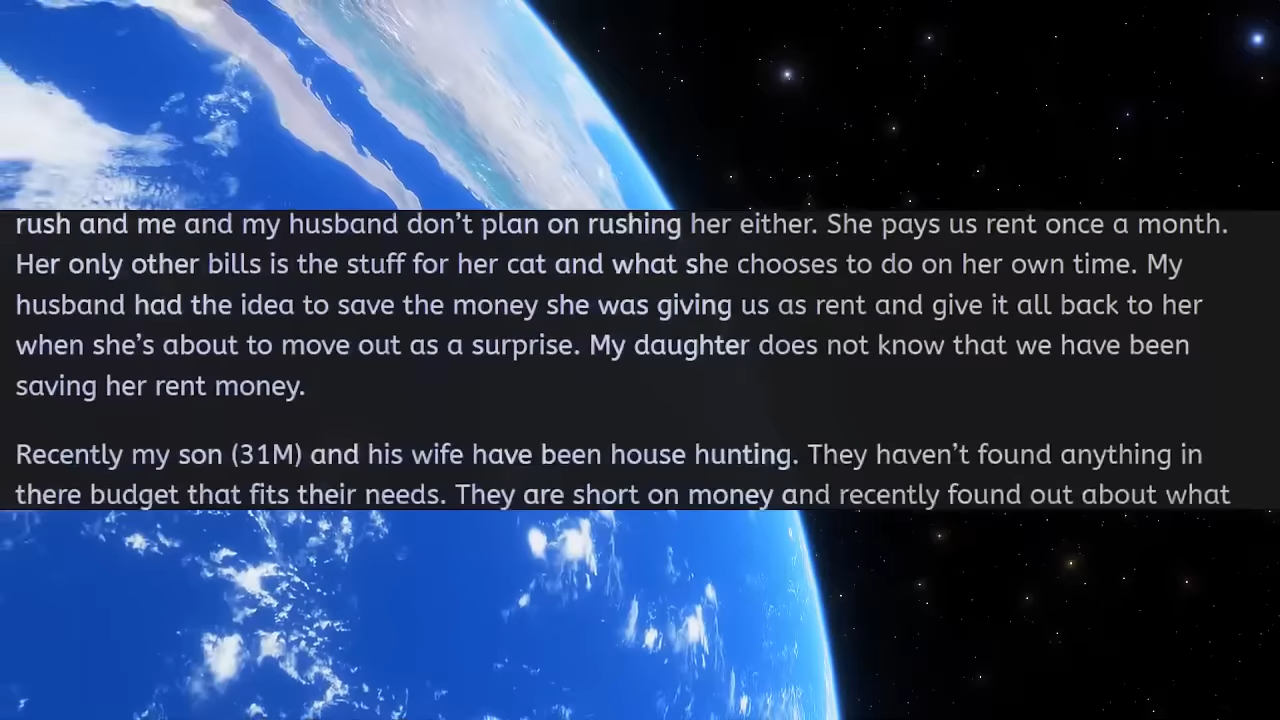 rush and me and my husband don’t plan on rushing her either. She pays us rent once a month.
Her only other bills is the stuff for her cat and what she chooses to do on her own time. My
husband had the idea to save the money she was giving us as rent and give it all back to her
when she’s about to move out as a surprise. My daughter does not know that we have been
saving her rent money.
Recently my son (31M) and his wife have been house hunting. They haven’t found anything in
there budget that fits their needs. They are short on money and recently found out about what